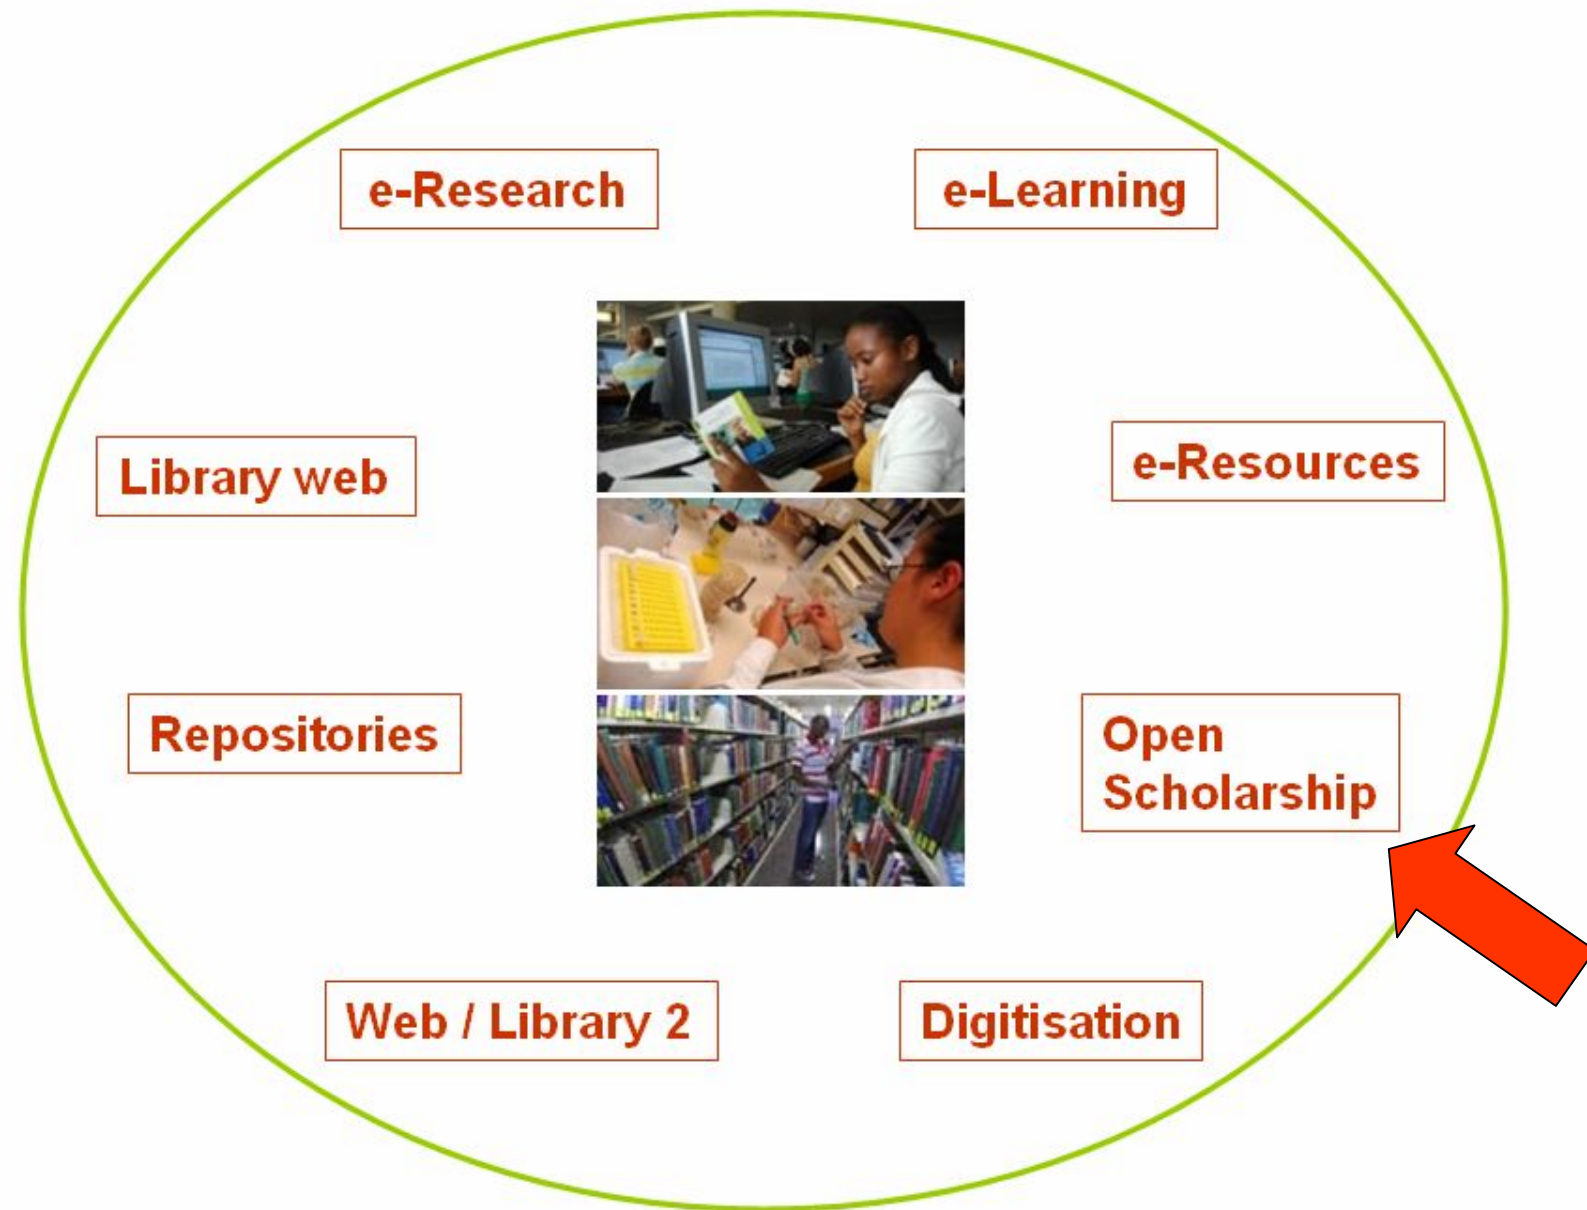 e-Research
e-Learning
Library web
e-Resources
Repositories
Open
Scholarship
Web / Library 2
Digitisation